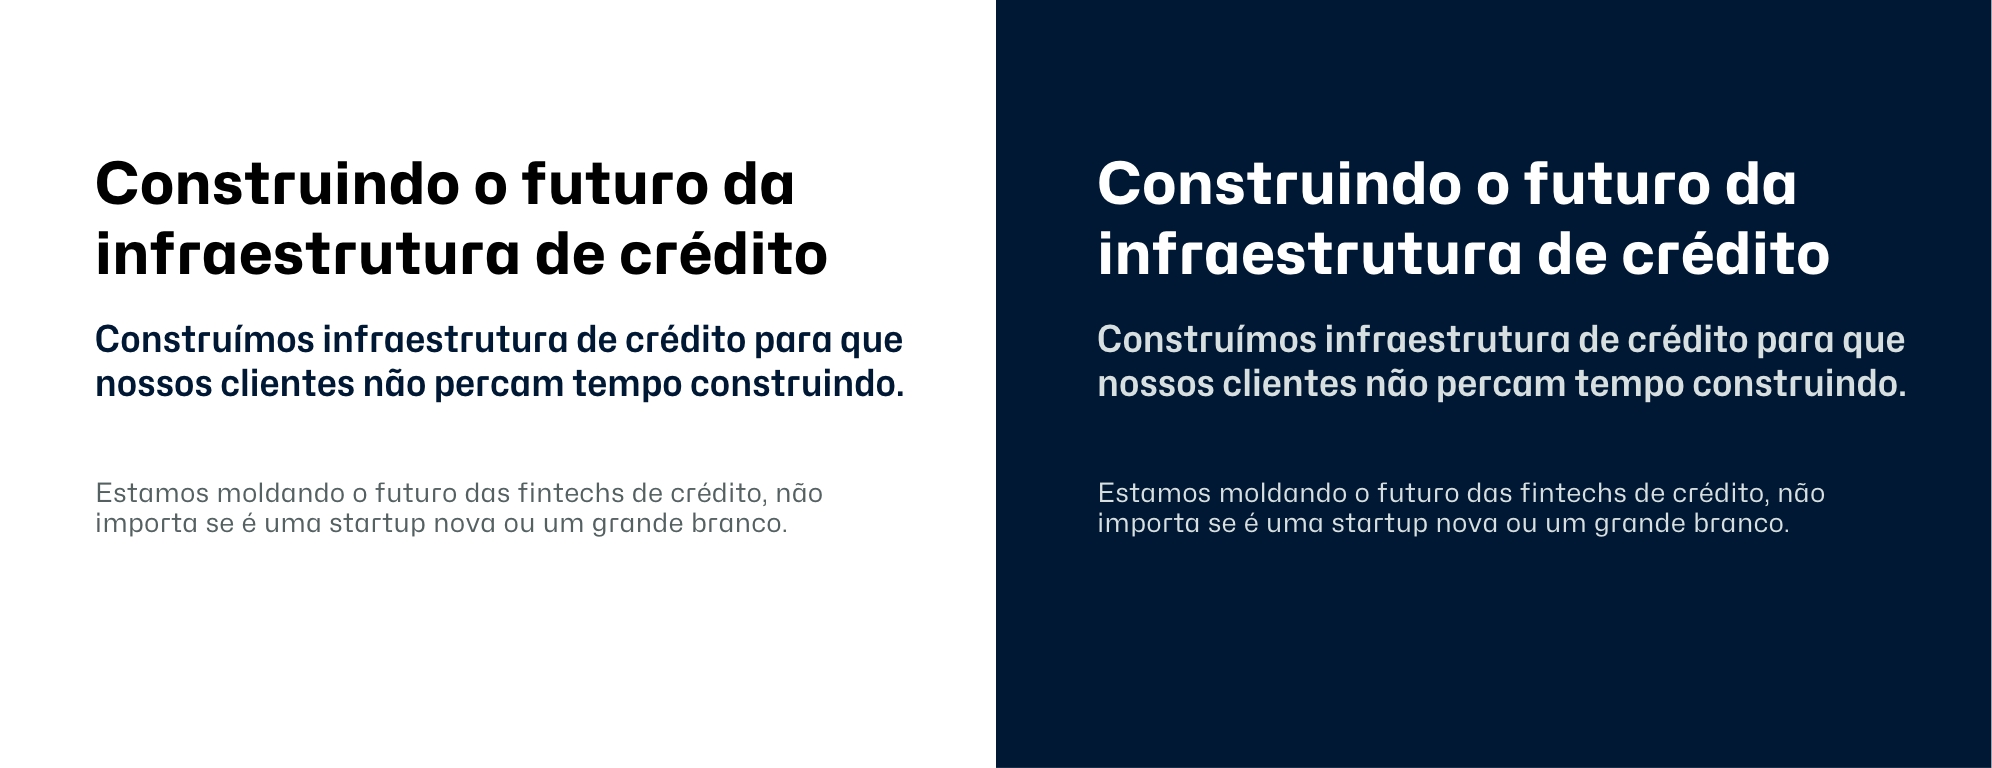 Construindo o futuro da
infraestrutura de crédito
Construímos infraestrutura de crédito para que
nossos clientes não percam tempo construindo.
Estamos moldando o futuro das fintechs de crédito, não
importa se é uma startup nova ou um grande branco.
Construindo o futuro da
infraestrutura de crédito
Construímos infraestrutura de crédito para que
nossos clientes não percam tempo construindo.
Estamos moldando o futuro das fintechs de crédito, não
importa se é uma startup nova ou um grande branco.